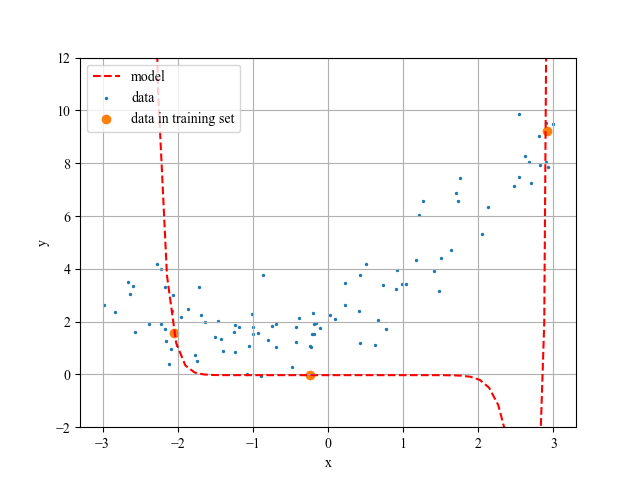 12
10
8
6
4
2
0
−2
y
model
data
data in training set
−3 −2 −1 0 1 2 3
x